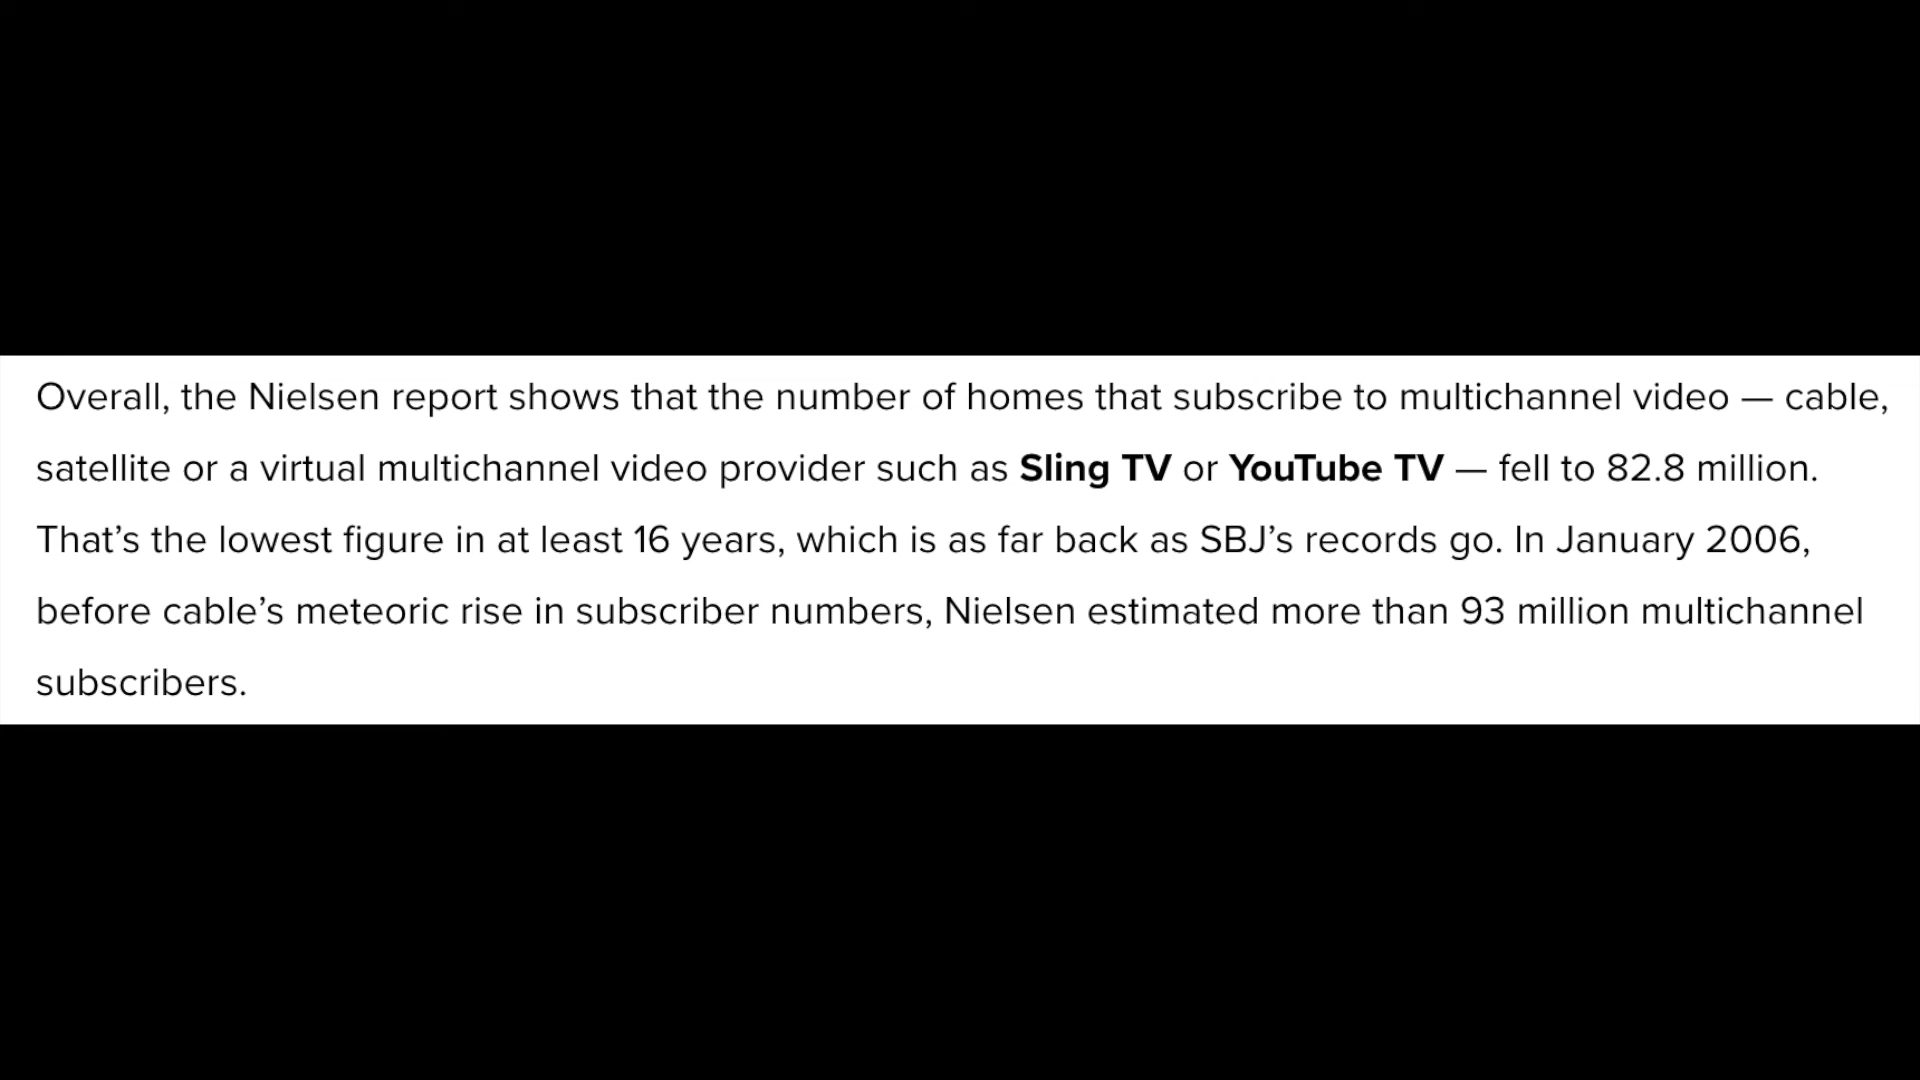 Overall, the Nielsen report shows that the number of homes that subscribe to multichannel video — cable,
satellite or a virtual multichannel video provider such as Sling TV or YouTube TV — fell to 82.8 million.
That’s the lowest figure in at least 16 years, which is as far back as SBJ’s records go. In January 2006,
before cable’s meteoric rise in subscriber numbers, Nielsen estimated more than 93 million multichannel
subscribers.